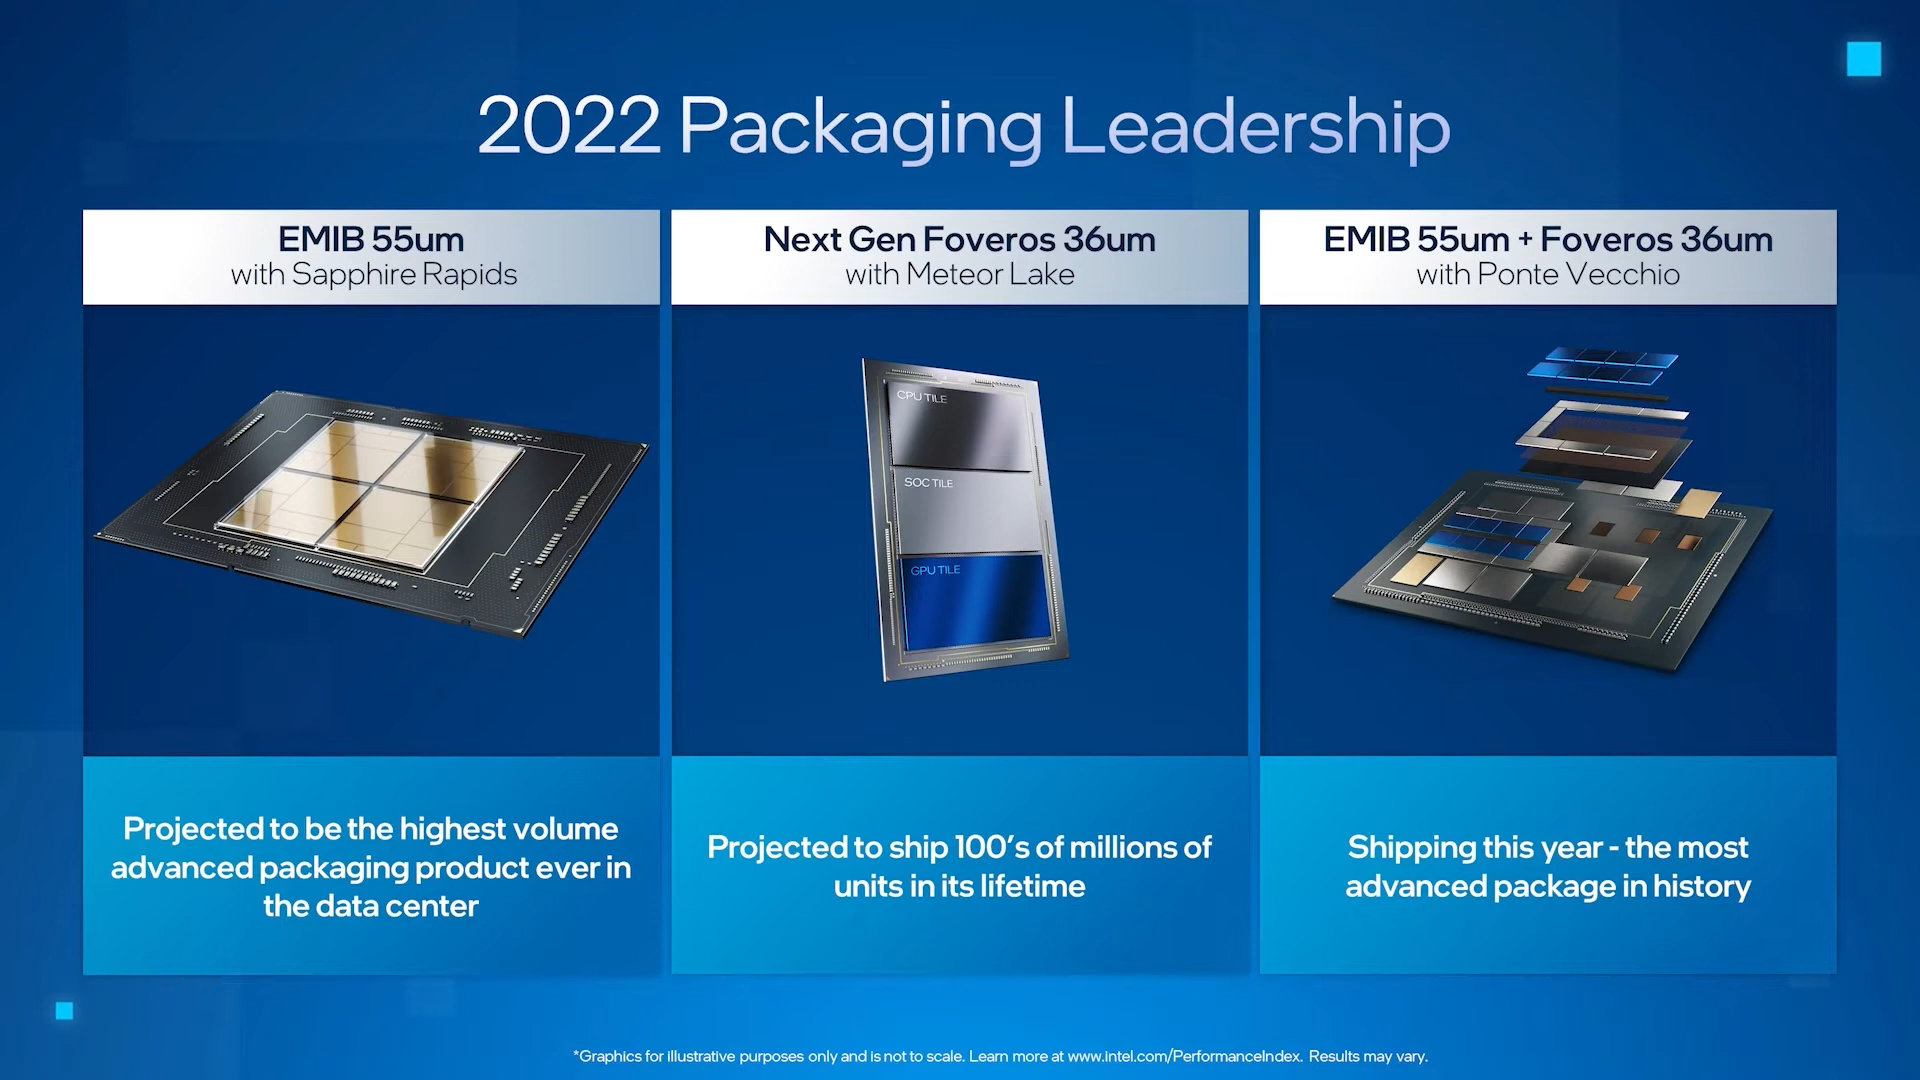 2022 Packaging Leadership
EMIB 55um
with Sapphire Rapids
Next Gen Foveros 36um
with Meteor Lake
EMIB 55um + Foveros 36um
with Ponte Vecchio
CPU TILE
SOC TILE
GPU TILE
Projected to be the highest volume
advanced packaging product ever in
the data center
Projected to ship 100’s of millions of
units in its lifetime
Shipping this year - the most
advanced package in history
*Graphics for illustrative purposes only and is not to scale. Learn more at www.intel.com/PerformanceIndex. Results may vary.